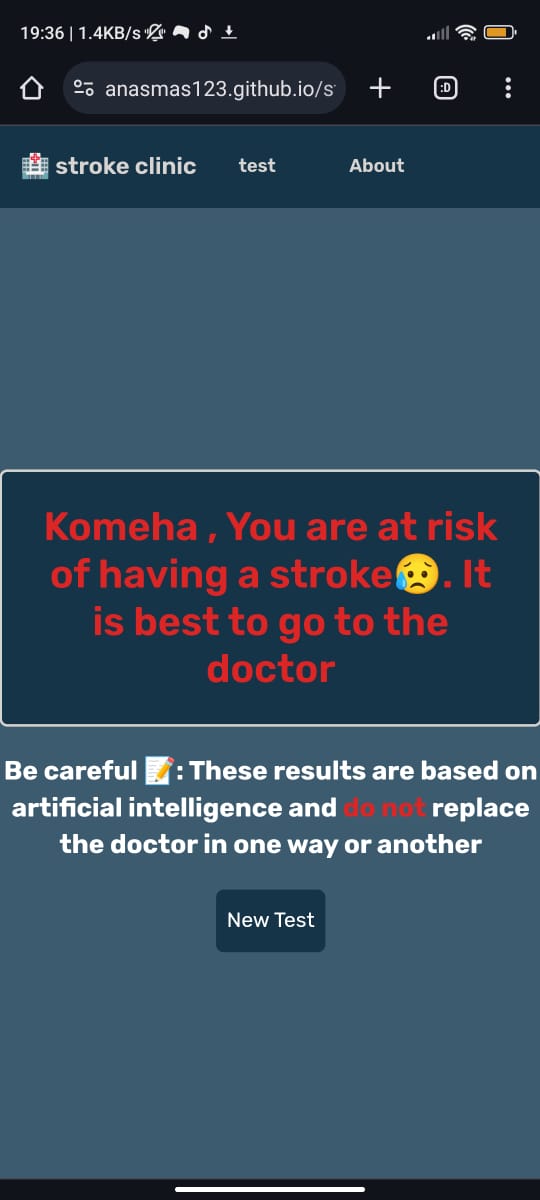 19:36 | 1.4KB/s
anasmas123.github.io/s
:D
stroke clinic test About
Komeha , You are at risk
of having a stroke😥. It
is best to go to the
doctor
Be careful 📝: These results are based on
artificial intelligence and do not replace
the doctor in one way or another
New Test